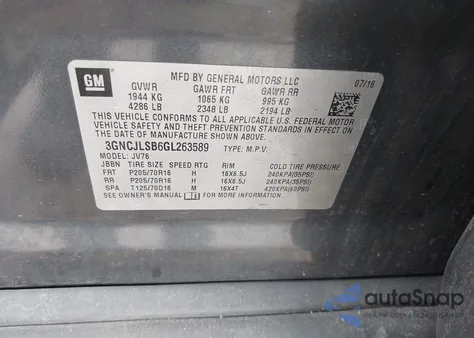 GM
MFD BY GENERAL MOTORS LLC
07/16
GVWR GAWR FRT GAWR RR
1944 KG 1065 KG 995 KG
4286 LB 2348 LB 2194 LB
THIS VEHICLE CONFORMS TO ALL APPLICABLE U.S. FEDERAL MOTOR
VEHICLE SAFETY AND THEFT PREVENTION STANDARDS IN EFFECT ON
THE DATE OF MANUFACTURE SHOWN ABOVE.
3GNCJLSB6GL263589 TYPE: M.P.V.
MODEL: JV76
JBBN TIRE SIZE SPEED RTG RIM COLD TIRE PRESSURE
FRT P205/70R16 H 16X6.5J 240KPA(35PSI)
RR P205/70R16 H 16X6.5J 240KPA(35PSI)
SPA T125/70D16 M 16X4T 420KPA(60PSI)
SEE OWNER'S MANUAL FOR MORE INFORMATION.
autoSnap